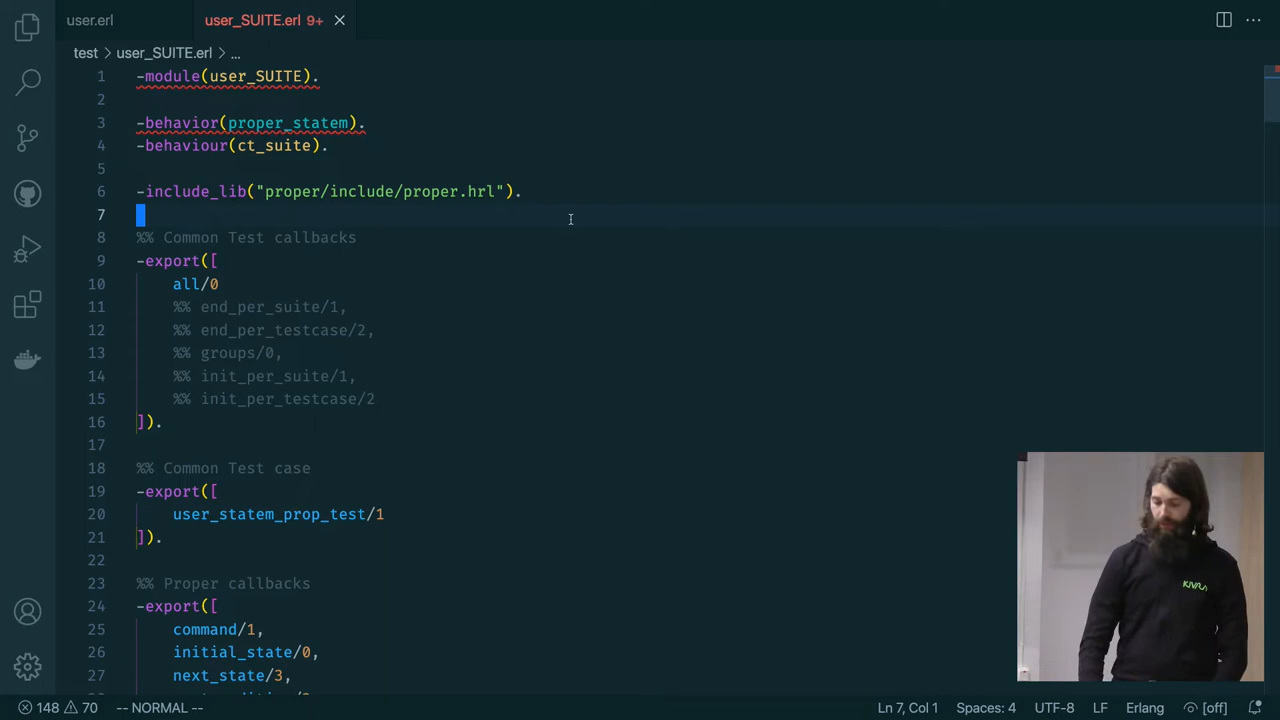 user.erl
user_SUITE.erl 9+
test > user_SUITE.erl > ...
1 -module(user_SUITE).
2
3 -behavior(proper_statem).
4 -behaviour(ct_suite).
5
6 -include_lib("proper/include/proper.hrl").
7
8 %% Common Test callbacks
9 -export([
10 all/0
11 %% end_per_suite/1,
12 %% end_per_testcase/2,
13 %% groups/0,
14 %% init_per_suite/1,
15 %% init_per_testcase/2
16 ]).
17
18 %% Common Test case
19 -export([
20 user_statem_prop_test/1
21 ]).
22
23 %% Proper callbacks
24 -export([
25 command/1,
26 initial_state/0,
27 next_state/3,
KIVRA
148 70 -- NORMAL -- Ln 7, Col 1 Spaces: 4 UTF-8 LF Erlang [off]